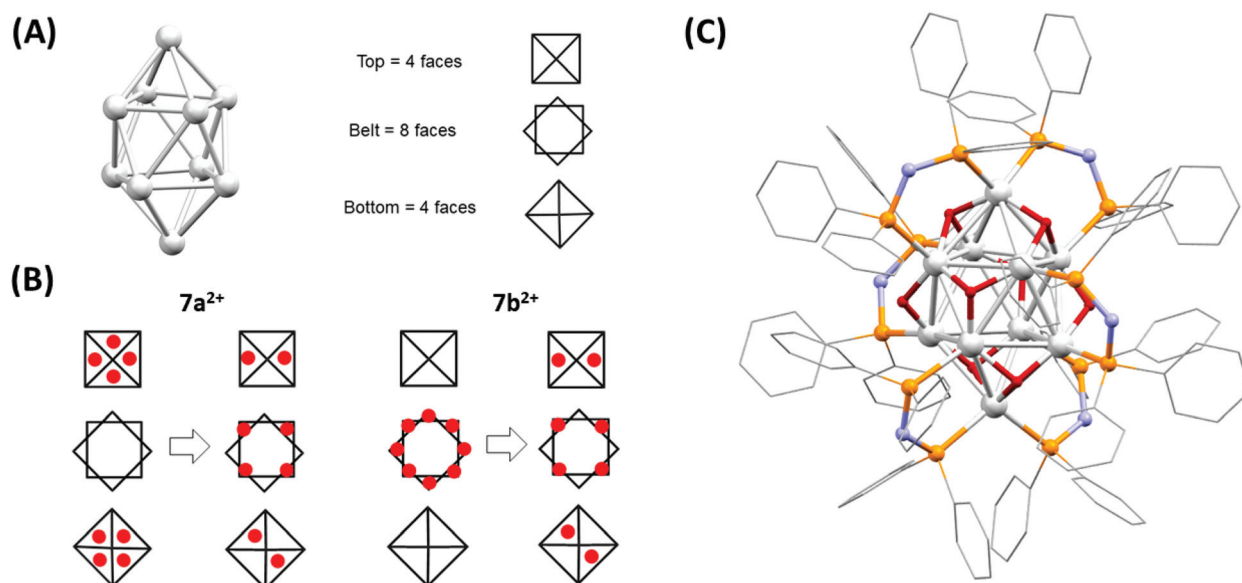 (A)
Top = 4 faces
Belt = 8 faces
Bottom = 4 faces
(B)
7a²⁺
7b²⁺
(C)